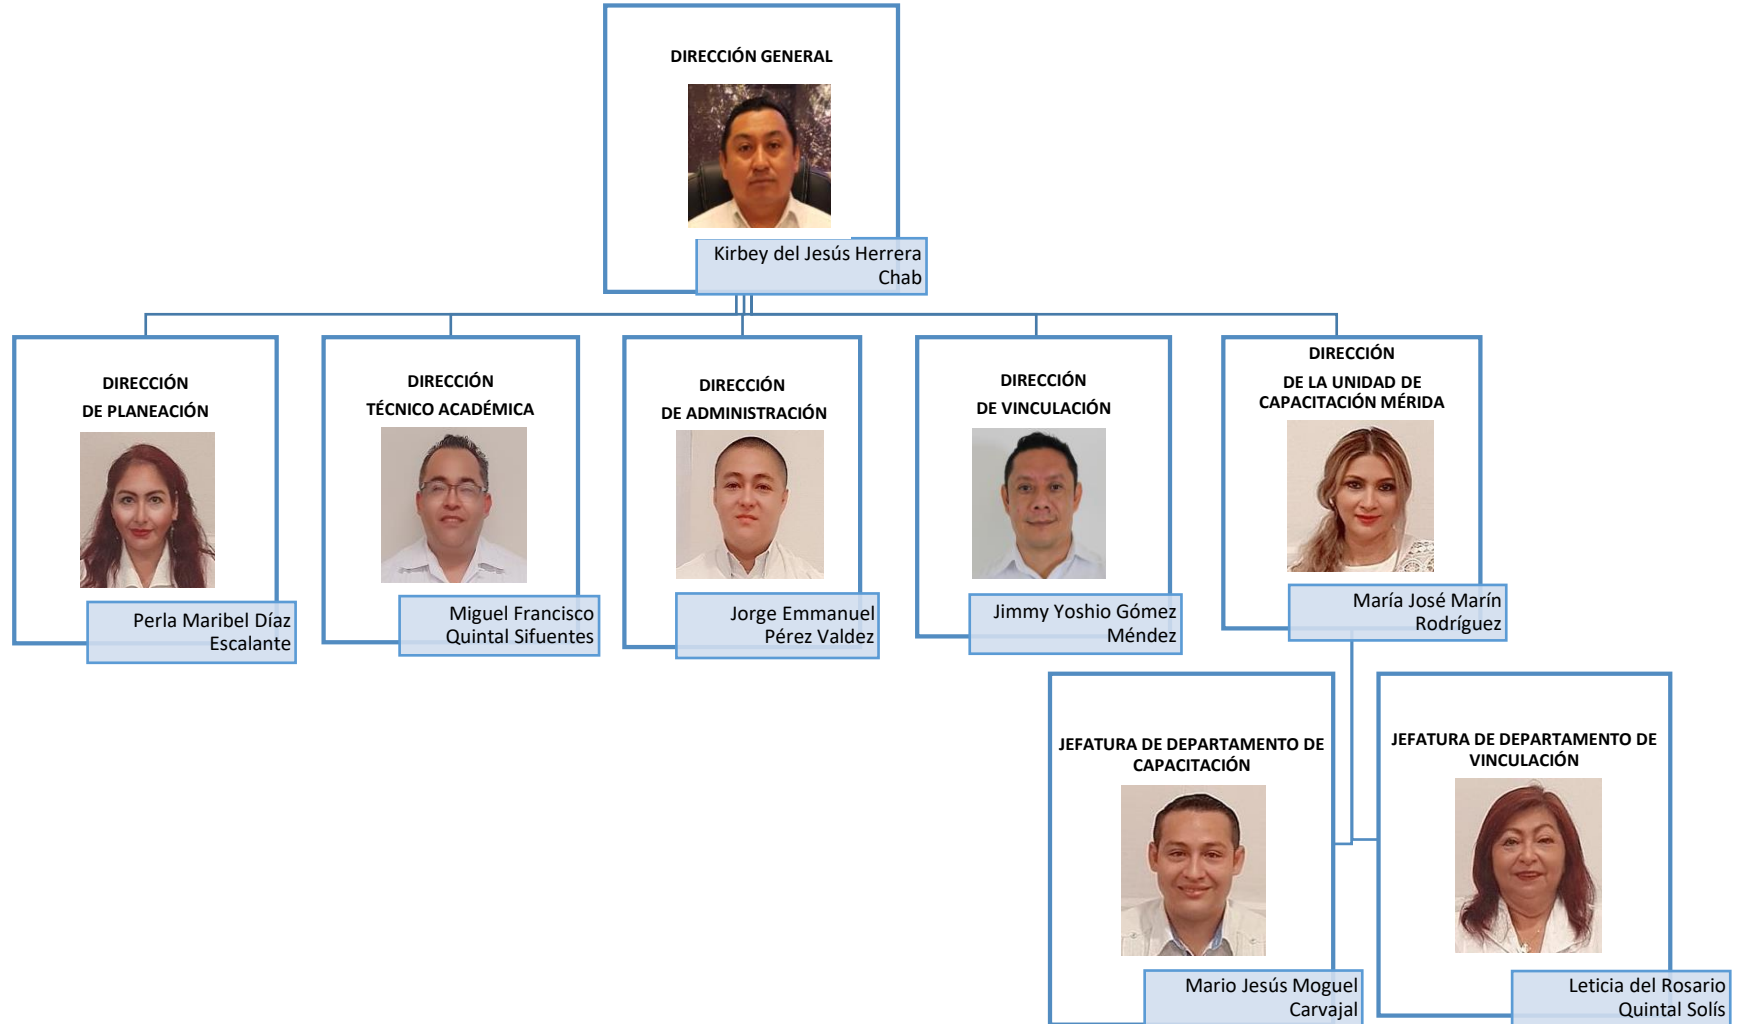 DIRECCIÓN GENERAL
Kirbey del Jesús Herrera
Chab
DIRECCIÓN
DE PLANEACIÓN
Perla Maribel Díaz
Escalante
DIRECCIÓN
TÉCNICO ACADÉMICA
Miguel Francisco
Quintal Sifuentes
DIRECCIÓN
DE ADMINISTRACIÓN
Jorge Emmanuel
Pérez Valdez
DIRECCIÓN
DE VINCULACIÓN
Jimmy Yoshio Gómez
Méndez
DIRECCIÓN
DE LA UNIDAD DE
CAPACITACIÓN MÉRIDA
María José Marín
Rodríguez
JEFATURA DE DEPARTAMENTO DE
CAPACITACIÓN
Mario Jesús Moguel
Carvajal
JEFATURA DE DEPARTAMENTO DE
VINCULACIÓN
Leticia del Rosario
Quintal Solís